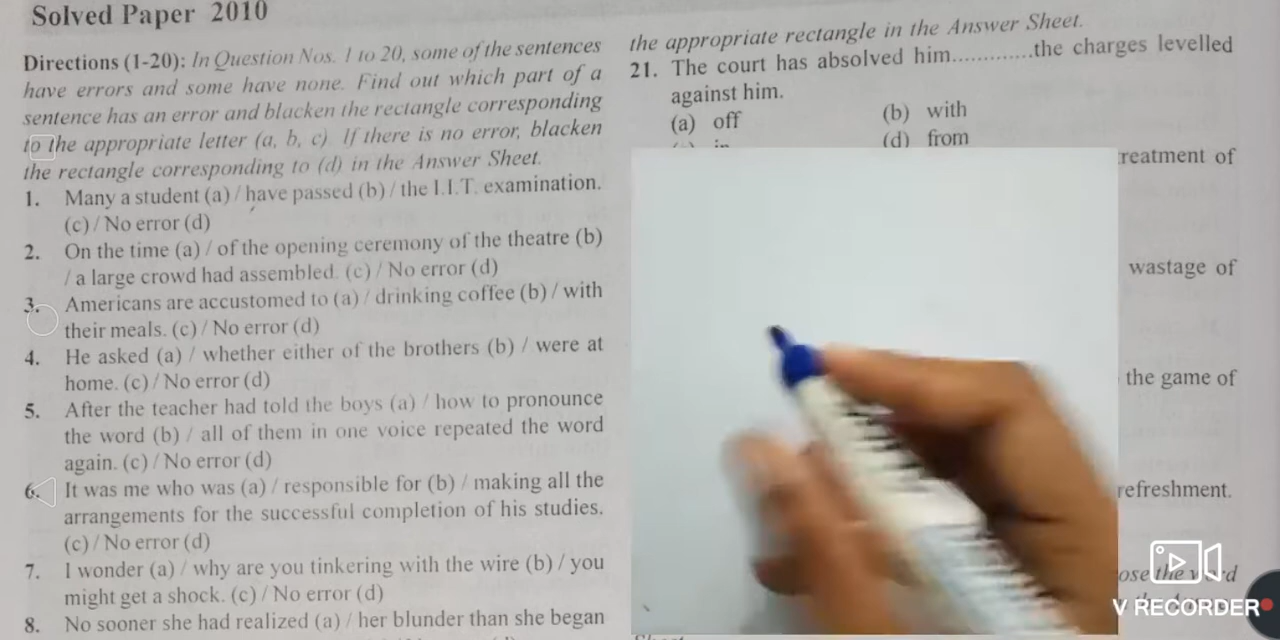 Solved Paper 2010
Directions (1-20): In Question Nos. 1 to 20, some of the sentences
have errors and some have none. Find out which part of a
sentence has an error and blacken the rectangle corresponding
to the appropriate letter (a, b, c). If there is no error, blacken
the rectangle corresponding to (d) in the Answer Sheet.
1. Many a student (a) / have passed (b) / the I.I.T. examination.
(c) / No error (d)
2. On the time (a) / of the opening ceremony of the theatre (b)
/ a large crowd had assembled. (c) / No error (d)
3. Americans are accustomed to (a) / drinking coffee (b) / with
their meals. (c) / No error (d)
4. He asked (a) / whether either of the brothers (b) / were at
home. (c) / No error (d)
5. After the teacher had told the boys (a) / how to pronounce
the word (b) / all of them in one voice repeated the word
again. (c) / No error (d)
6. It was me who was (a) / responsible for (b) / making all the
arrangements for the successful completion of his studies.
(c) / No error (d)
7. I wonder (a) / why are you tinkering with the wire (b) / you
might get a shock. (c) / No error (d)
8. No sooner she had realized (a) / her blunder than she began
the appropriate rectangle in the Answer Sheet.
21. The court has absolved him.............the charges levelled
against him.
(a) off (b) with
(d) from
reatment of
wastage of
the game of
refreshment.
ose the
V RECORDER